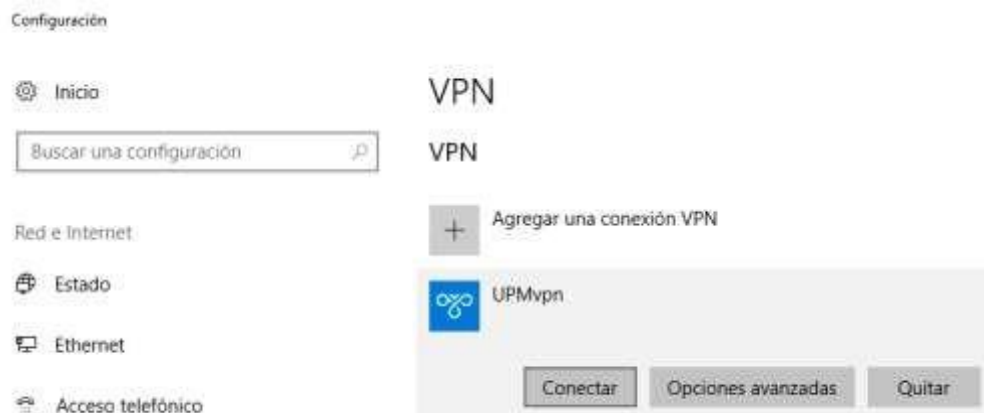 Configuración
Inicio
Buscar una configuración
Red e Internet
Estado
Ethernet
Acceso telefónico
VPN
VPN
Agregar una conexión VPN
UPMvpn
Conectar Opciones avanzadas Quitar